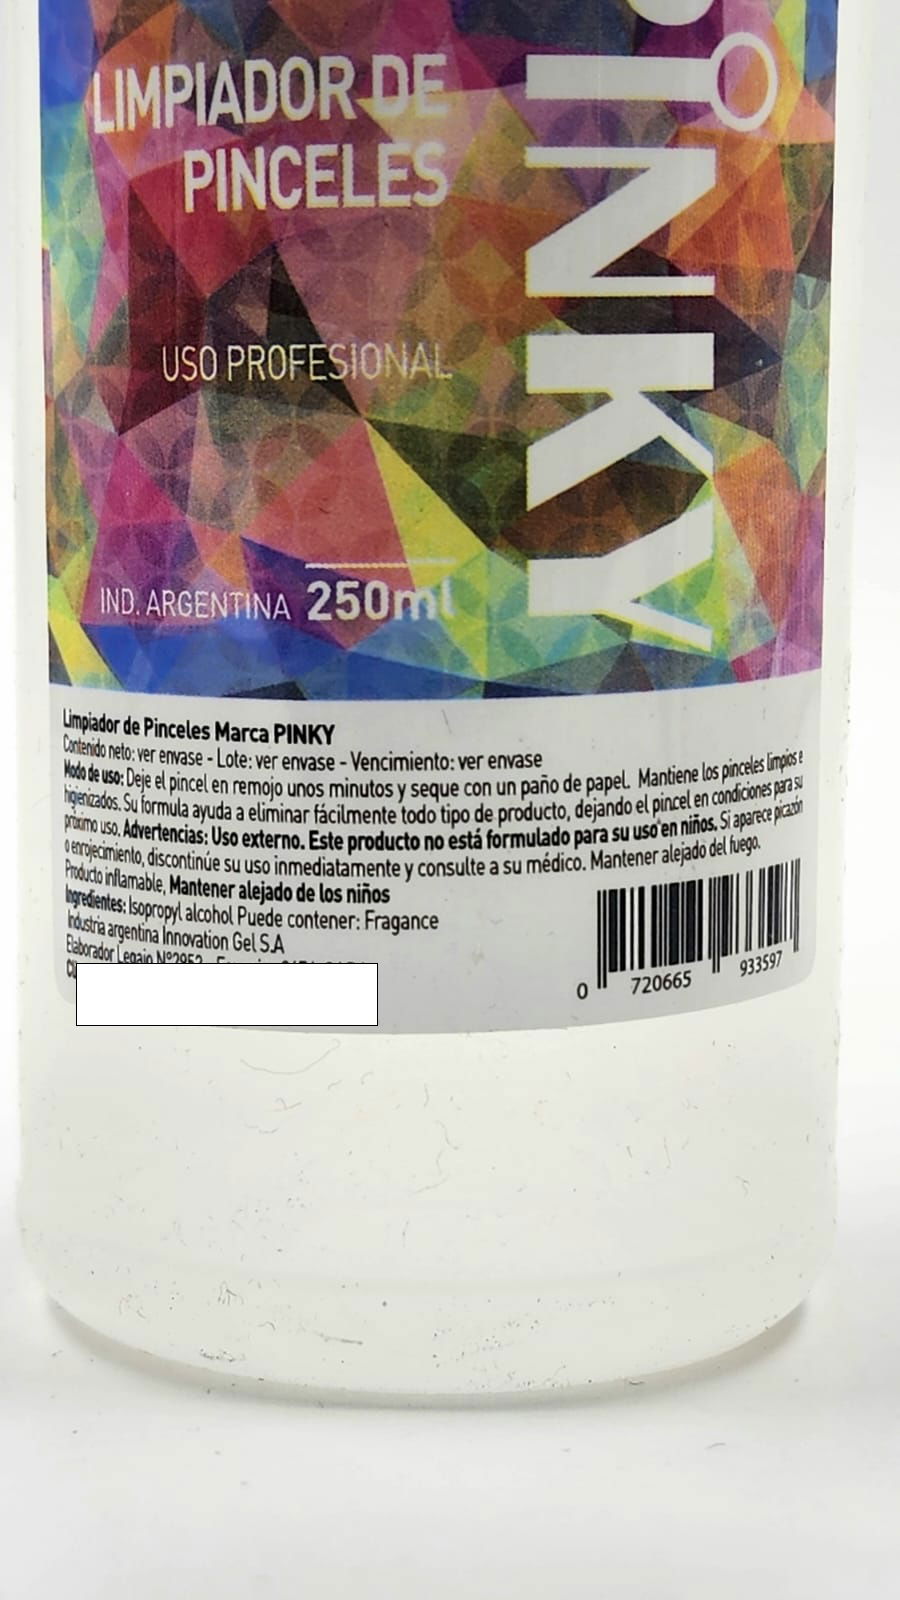 LIMPIADOR DE
PINCELES
USO PROFESIONAL
IND. ARGENTINA 250ml
PINKY
Limpiador de Pinceles Marca PINKY
Contenido neto: ver envase - Lote: ver envase - Vencimiento: ver envase
Modo de uso: Deje el pincel en remojo unos minutos y seque con un paño de papel. Mantiene los pinceles limpios e
higienizados. Su formula ayuda a eliminar fácilmente todo tipo de producto, dejando el pincel en condiciones para su
próximo uso. Advertencias: Uso externo. Este producto no está formulado para su uso en niños. Si aparece picazón
o enrojecimiento, discontinúe su uso inmediatamente y consulte a su médico. Mantener alejado del fuego.
Producto inflamable, Mantener alejado de los niños
Ingredientes: Isopropyl alcohol Puede contener: Fragance
Industria argentina Innovation Gel S.A
Elaborador Legajo Nº2952
0 720665 933597